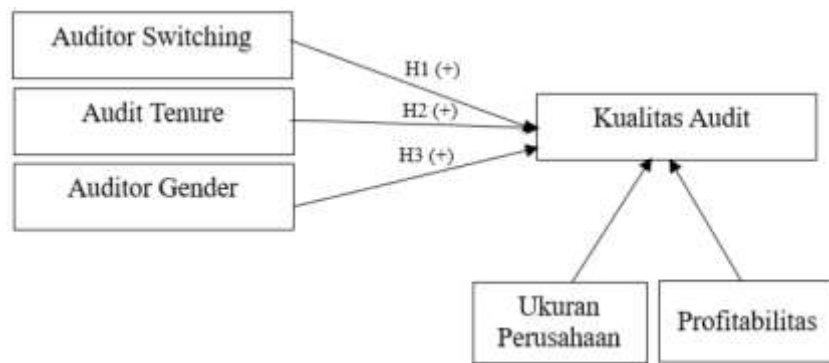 Auditor Switching
H1 (+)
Audit Tenure
H2 (+)
Kualitas Audit
H3 (+)
Auditor Gender
Ukuran
Perusahaan
Profitabilitas